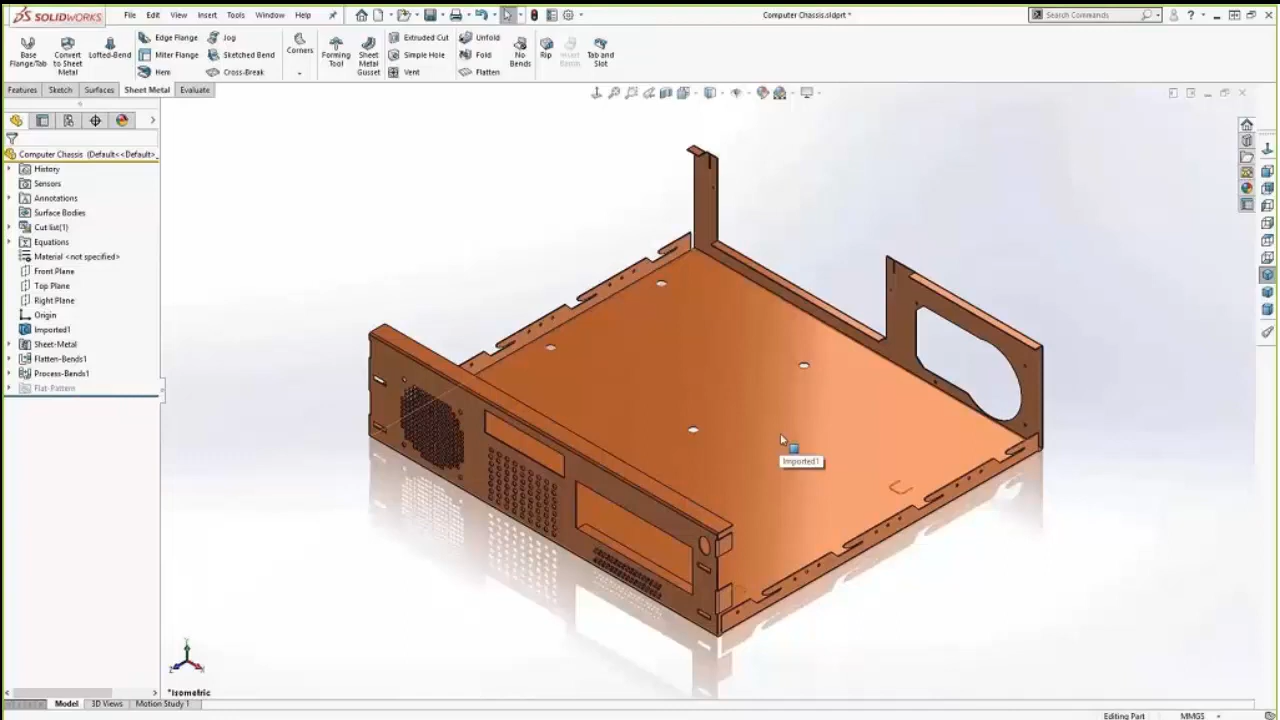 SOLIDWORKS File Edit View Insert Tools Window Help Computer Chassis.sldprt * Search Commands ?
Base Flange/Tab Convert to Sheet Metal Lofted-Bend Edge Flange Miter Flange Hem Jog Sketched Bend Cross-Break Corners Forming Tool Sheet Metal Gusset Extruded Cut Simple Hole Vent Unfold Fold Flatten No Bends Rip Insert Bends Tab and Slot
Features Sketch Surfaces Sheet Metal Evaluate
Computer Chassis (Default<<Default>_
History
Sensors
Annotations
Surface Bodies
Cut list(1)
Equations
Material <not specified>
Front Plane
Top Plane
Right Plane
Origin
Imported1
Sheet-Metal
Flatten-Bends1
Process-Bends1
Flat-Pattern
Imported1
Y
Z X
*Isometric
Model 3D Views Motion Study 1
Editing Part MMGS